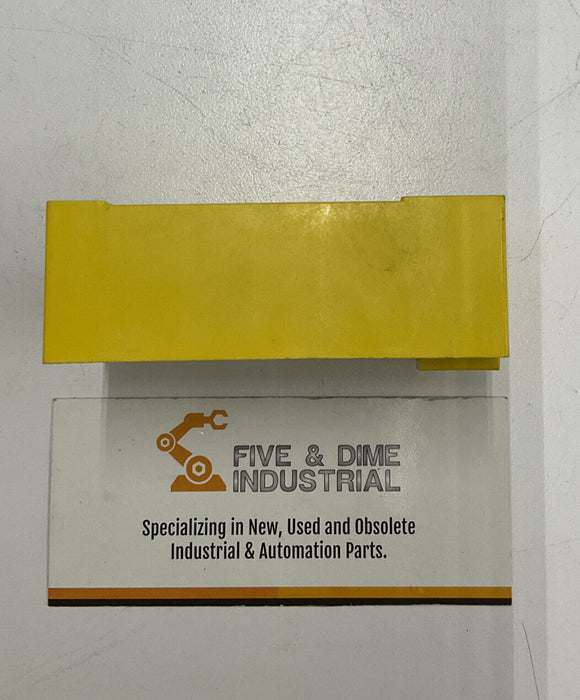 FIVE & DIME
INDUSTRIAL
Specializing in New, Used and Obsolete
Industrial & Automation Parts.